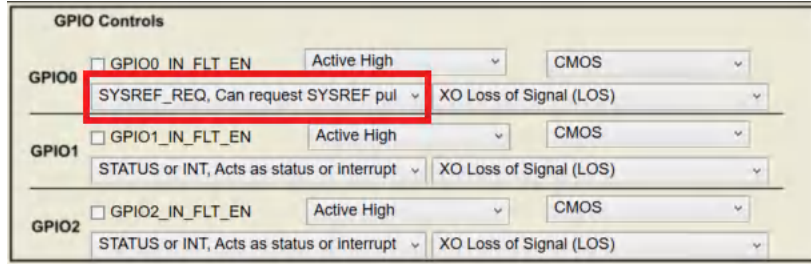 GPIO Controls
GPIO0_IN_FLT_EN Active High CMOS
GPIO0
SYSREF_REQ, Can request SYSREF pul XO Loss of Signal (LOS)
GPIO1_IN_FLT_EN Active High CMOS
GPIO1
STATUS or INT, Acts as status or interrupt XO Loss of Signal (LOS)
GPIO2_IN_FLT_EN Active High CMOS
GPIO2
STATUS or INT, Acts as status or interrupt XO Loss of Signal (LOS)